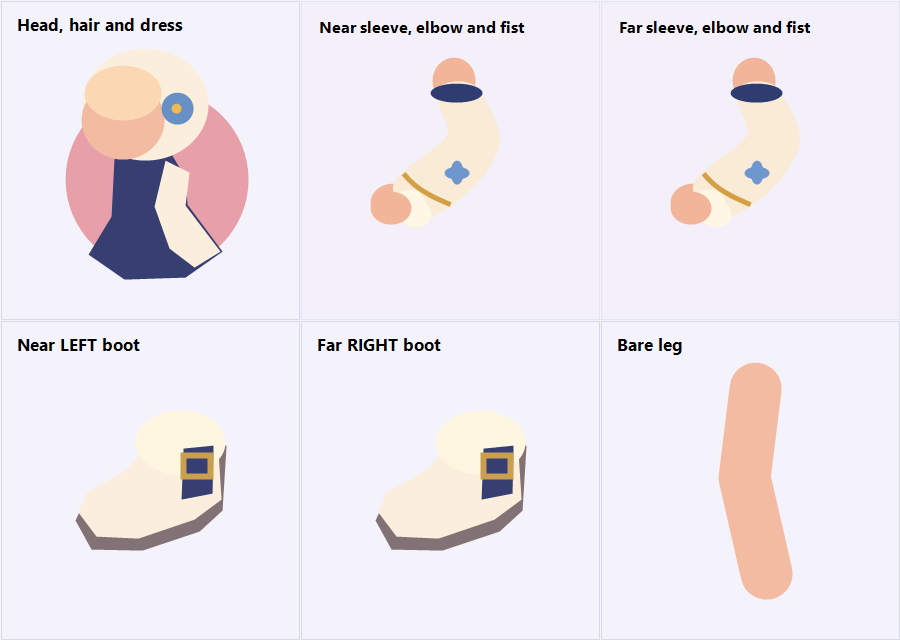 Head, hair and dress
Near sleeve, elbow and fist
Far sleeve, elbow and fist
Near LEFT boot
Far RIGHT boot
Bare leg